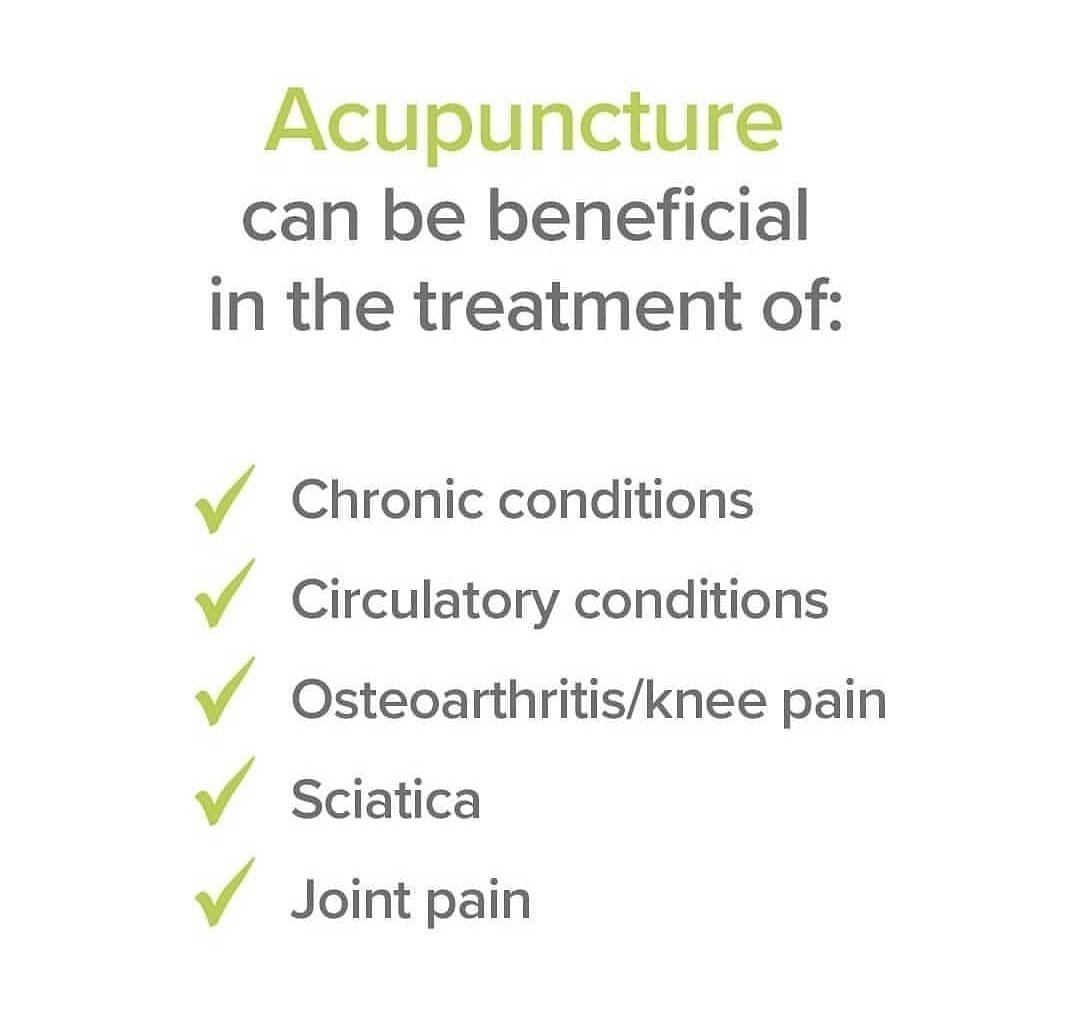 Acupuncture
can be beneficial
in the treatment of:
Chronic conditions
Circulatory conditions
Osteoarthritis/knee pain
Sciatica
Joint pain